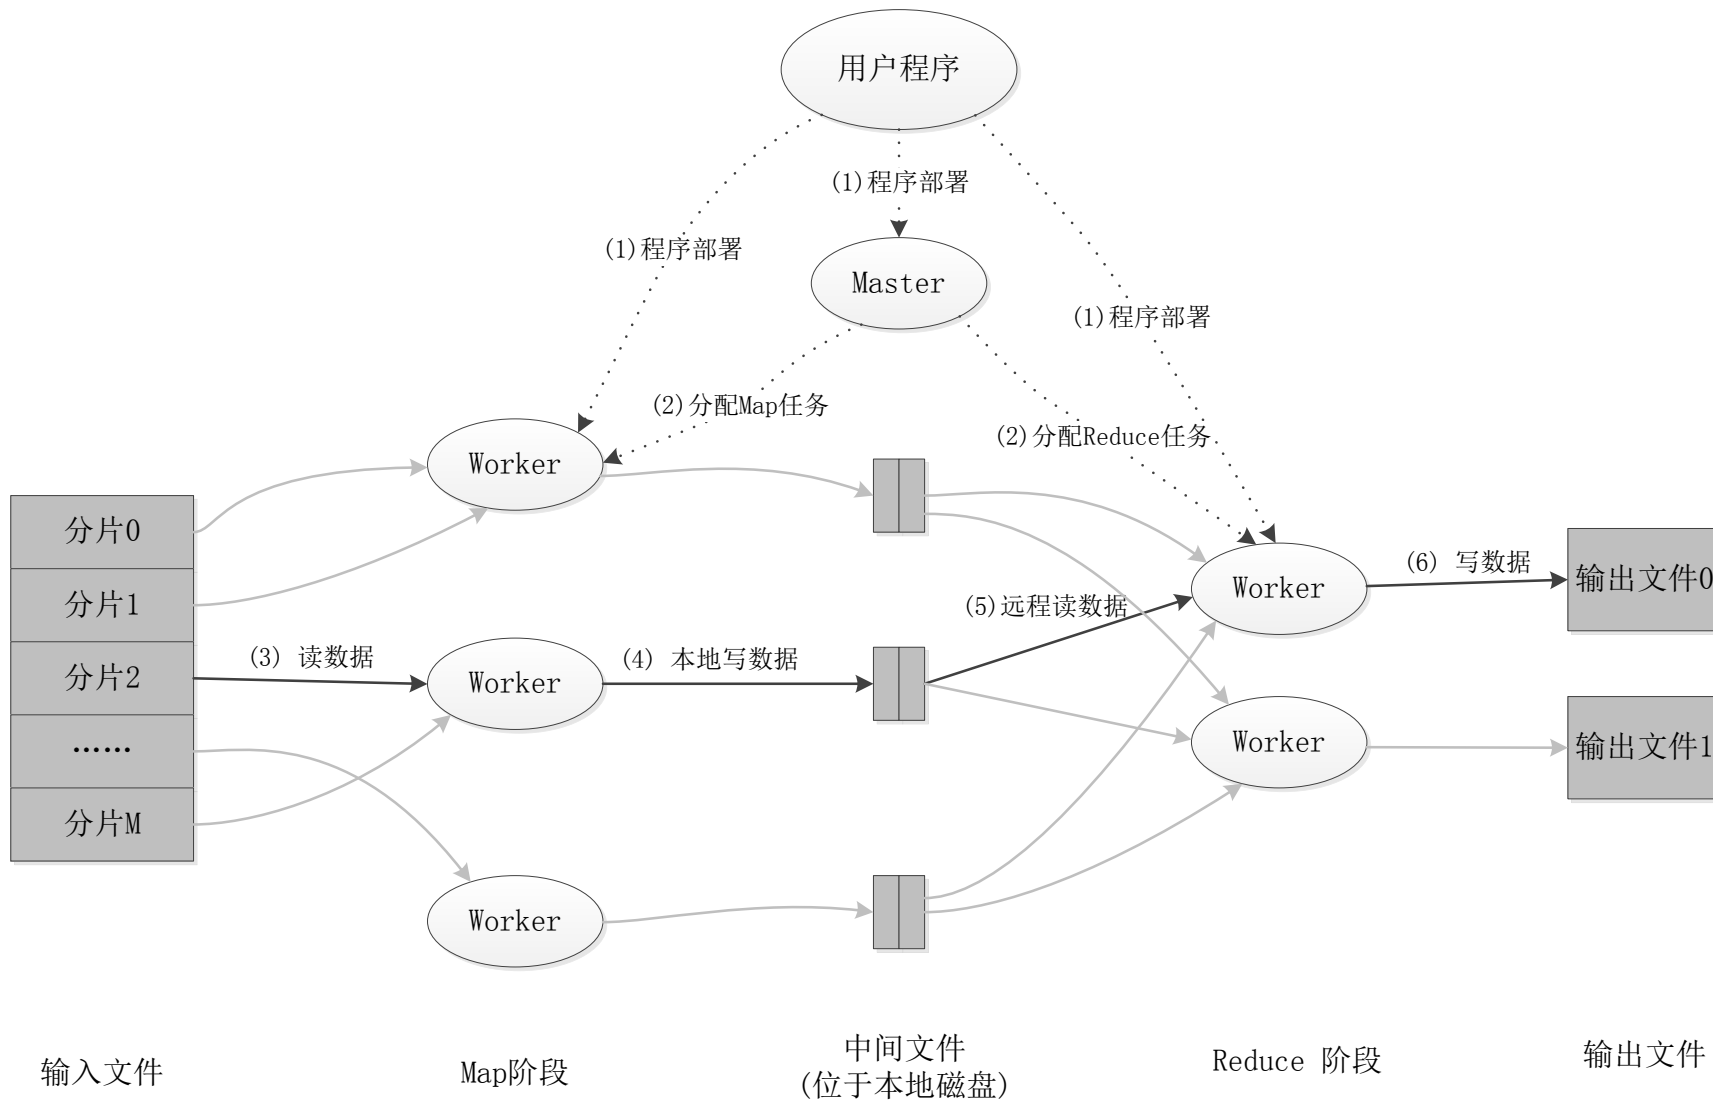 用户程序
(1)程序部署
(1)程序部署
Master
(1)程序部署
(2)分配Map任务
(2)分配Reduce任务
Worker
分片0
分片1
分片2
……
分片M
(3) 读数据
Worker
(4) 本地写数据
(5)远程读数据
Worker
(6) 写数据
输出文件0
Worker
输出文件1
Worker
输入文件
Map阶段
中间文件
(位于本地磁盘)
Reduce 阶段
输出文件